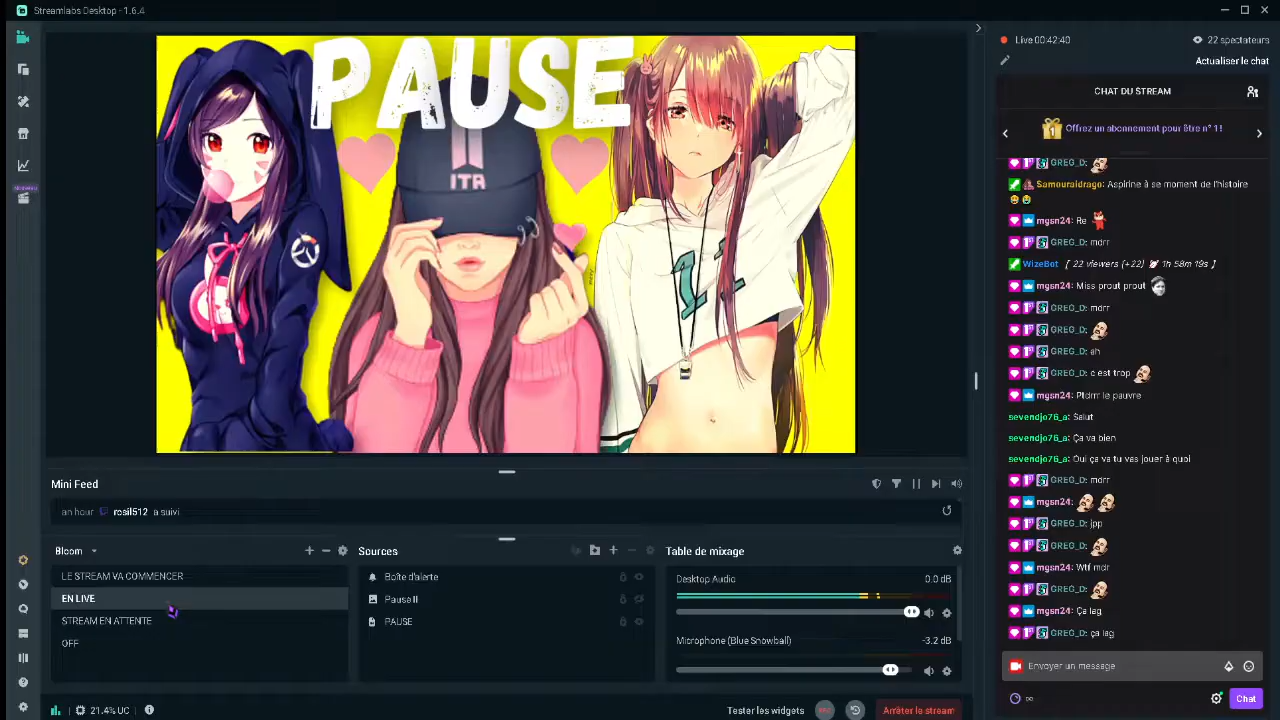 Streamlabs Desktop - 1.6.4
PAUSE
ITA
Live 00:42:40
22 spectateurs
Actualiser le chat
CHAT DU STREAM
Offrez un abonnement pour être n° 1 !
GREG_D:
Samouraidrago: Aspirine à se moment de l'histoire
mgsn24: Re
GREG_D: mdrr
WizeBot [ 22 viewers (+22) 1h 58m 19s ]
mgsn24: Miss prout prout
GREG_D: mdrr
GREG_D:
GREG_D: ah
GREG_D: c est trop
mgsn24: Ptdrr le pauvre
sevendjo76_a: Salut
sevendjo76_a: Ça va bien
sevendjo76_a: Oui ça va tu vas jouer à quoi
GREG_D: mdrr
mgsn24:
GREG_D: jpp
GREG_D:
mgsn24: Wtf mdr
GREG_D:
mgsn24: Ça lag
GREG_D: ça lag
Envoyer un message
Chat
Mini Feed
an hour rosil512 a suivi
Bloom
LE STREAM VA COMMENCER
EN LIVE
STREAM EN ATTENTE
OFF
Sources
Boîte d'alerte
Pause II
PAUSE
Table de mixage
Desktop Audio 0.0 dB
Microphone (Blue Snowball) -3.2 dB
21.4% UC
Tester les widgets
REC
Arrêter le stream